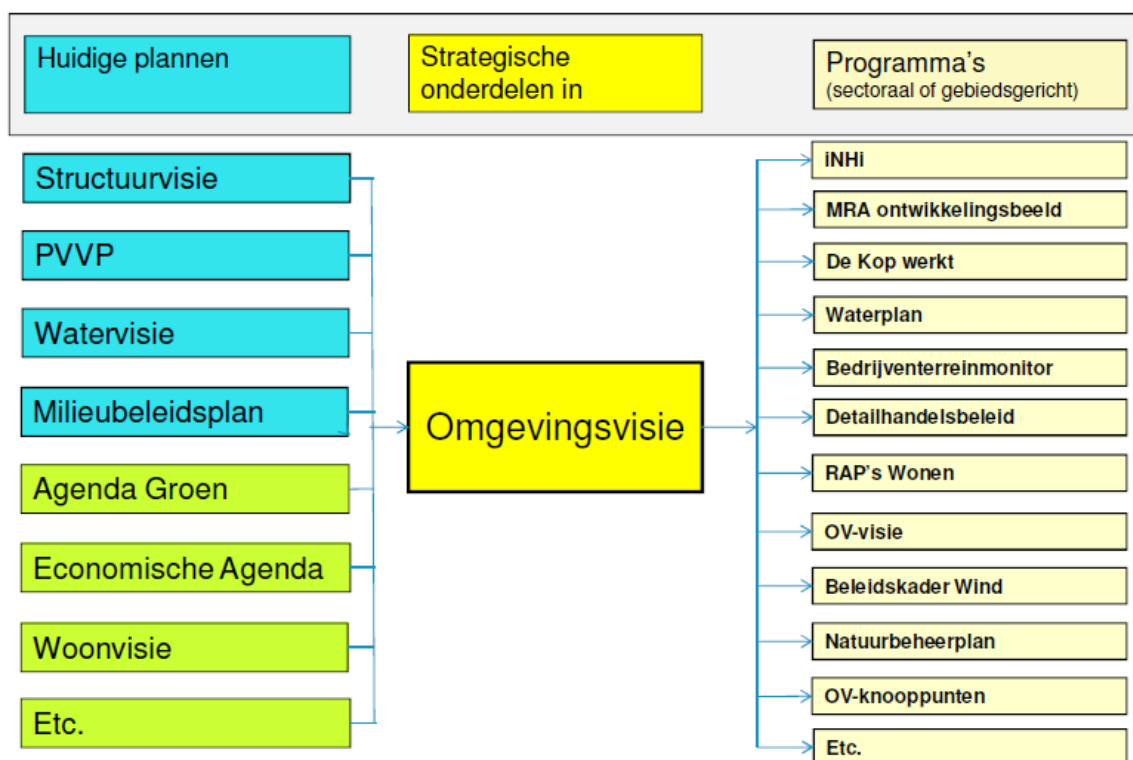 Huidige plannen
Strategische
onderdelen in
Programma's
(sectoraal of gebiedsgericht)
Structuurvisie
PVVP
Watervisie
Milieubeleidsplan
Agenda Groen
Economische Agenda
Woonvisie
Etc.
Omgevingsvisie
iNHi
MRA ontwikkelingsbeeld
De Kop werkt
Waterplan
Bedrijventerreinmonitor
Detailhandelsbeleid
RAP's Wonen
OV-visie
Beleidskader Wind
Natuurbeheerplan
OV-knooppunten
Etc.